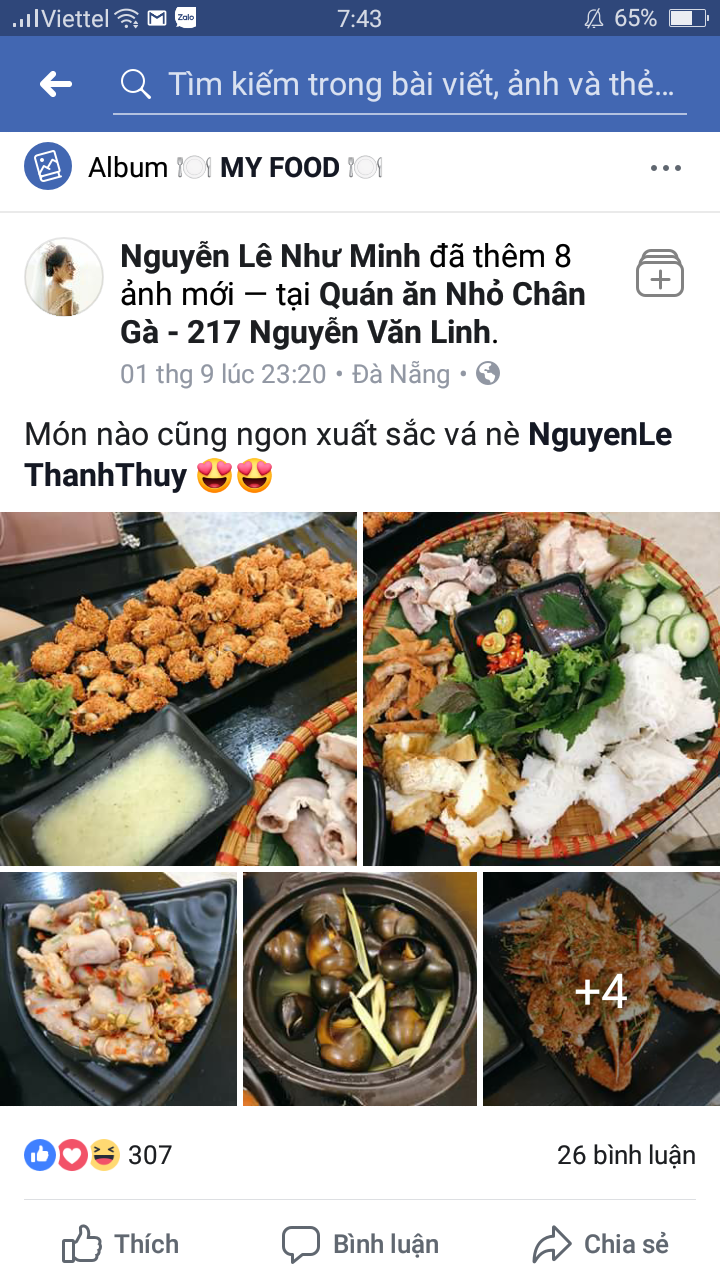 Viettel Zalo 7:43 65%
Tìm kiếm trong bài viết, ảnh và thẻ...
Album 🍽️ MY FOOD 🍽️
Nguyễn Lê Như Minh đã thêm 8
ảnh mới — tại Quán ăn Nhỏ Chân
Gà - 217 Nguyễn Văn Linh.
01 thg 9 lúc 23:20 • Đà Nẵng •
Món nào cũng ngon xuất sắc vá nè NguyenLe
ThanhThuy 😍😍
+4
307 26 bình luận
Thích Bình luận Chia sẻ